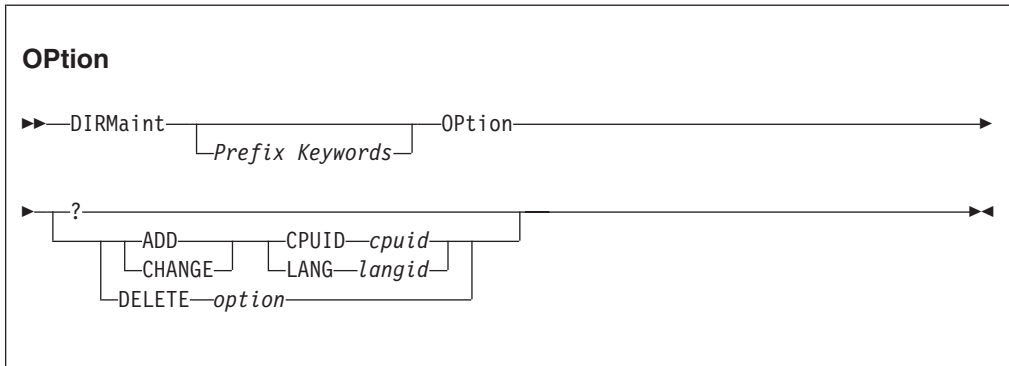 OPtion
DIRMaint OPtion
Prefix Keywords
?
ADD CPUID cpuid
CHANGE LANG langid
DELETE option